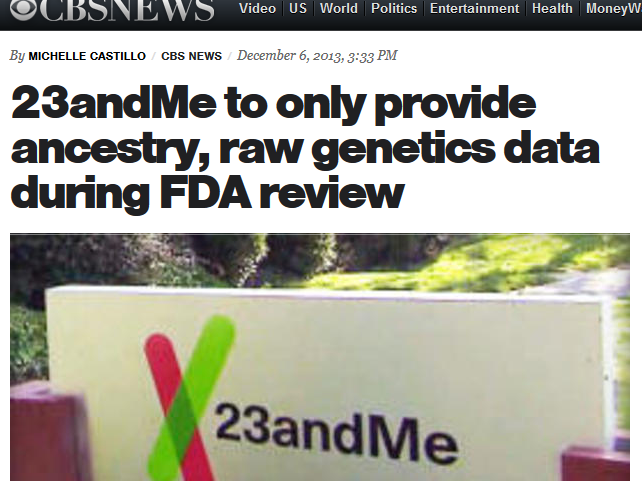 CBSNEWS Video US World Politics Entertainment Health MoneyW
By MICHELLE CASTILLO / CBS NEWS / December 6, 2013, 3:33 PM
23andMe to only provide
ancestry, raw genetics data
during FDA review
23andMe